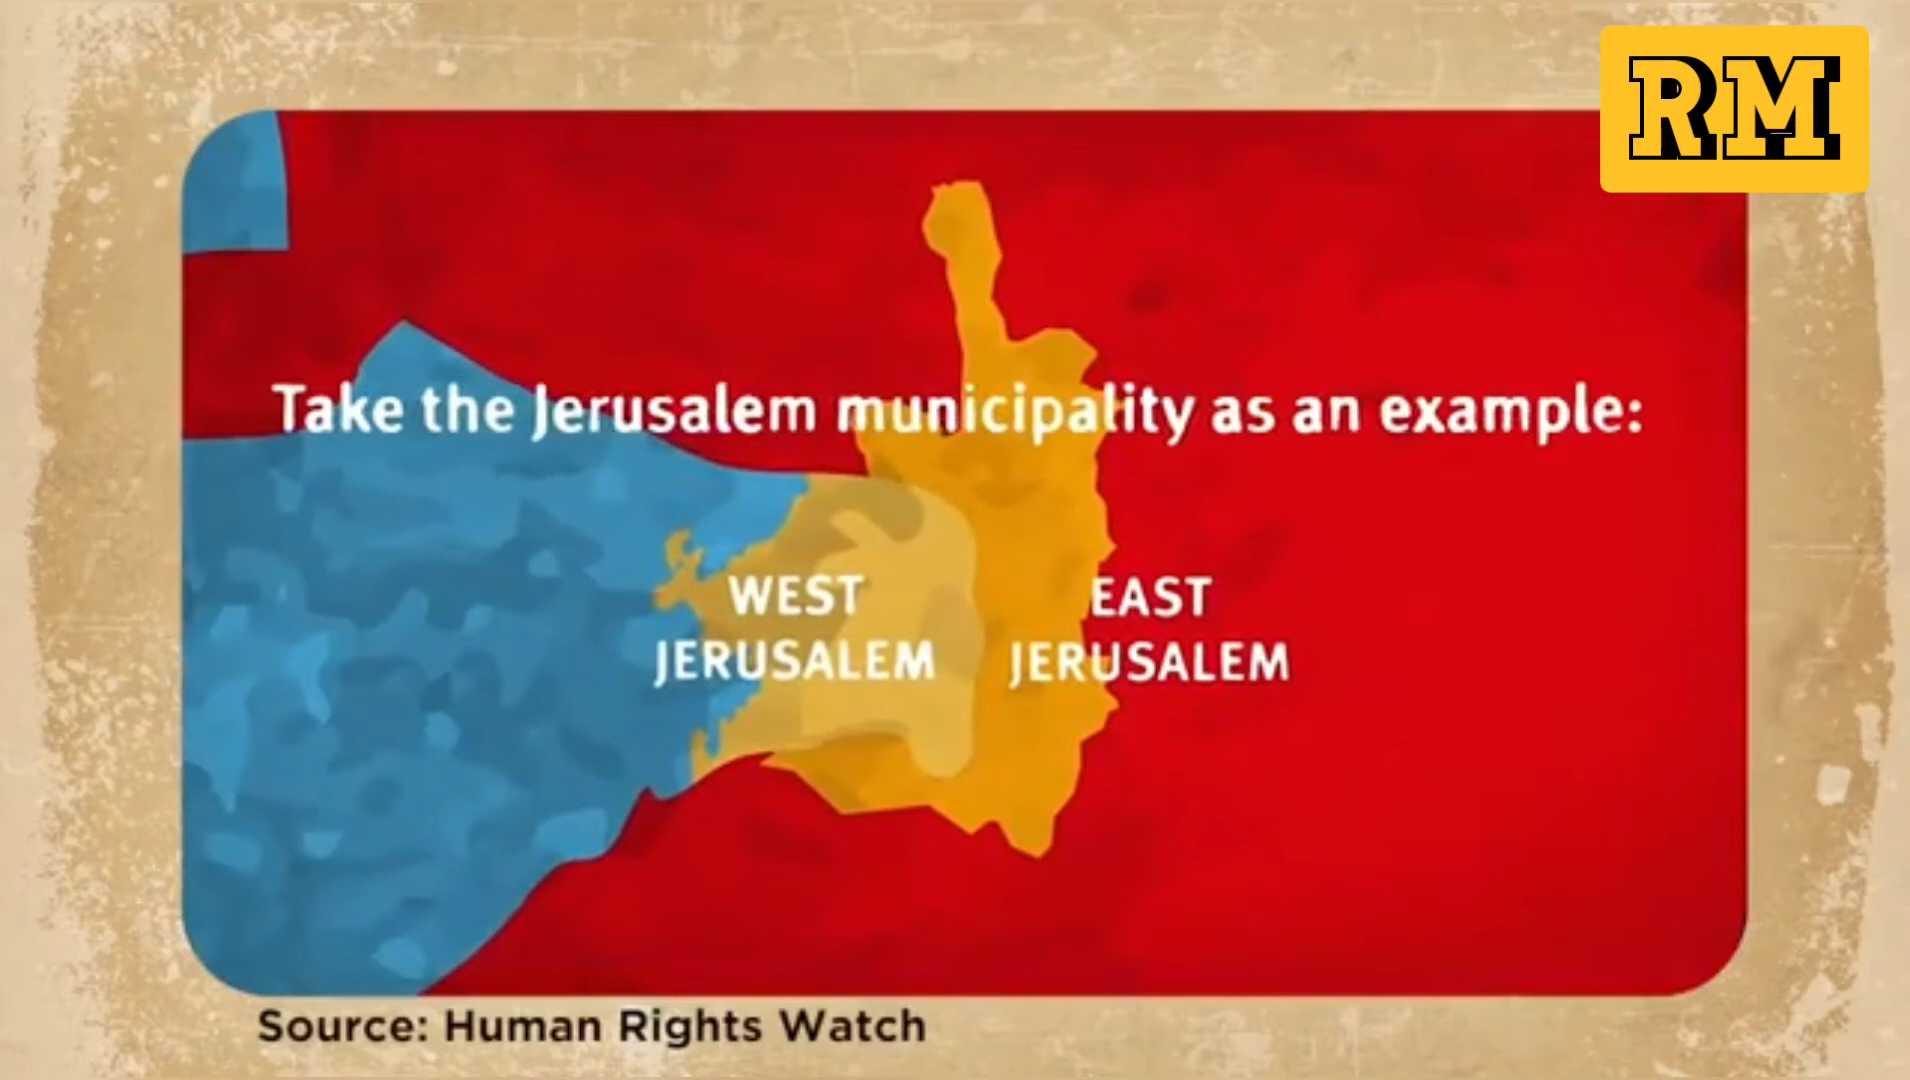 RM
Take the Jerusalem municipality as an example:
WEST
JERUSALEM
EAST
JERUSALEM
Source: Human Rights Watch